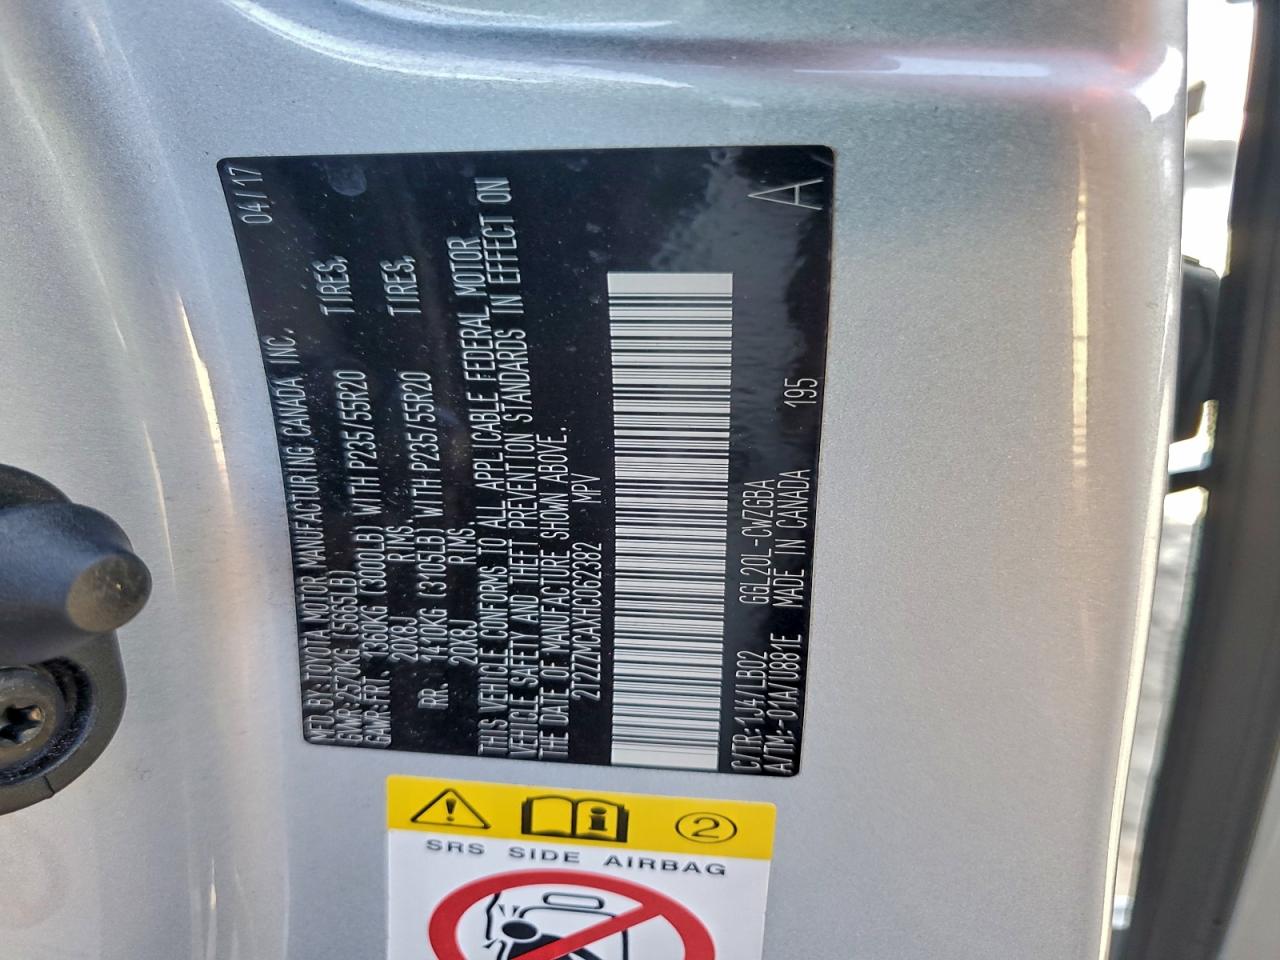 MFD. BY: TOYOTA MOTOR MANUFACTURING CANADA INC. 04/17
GVWR: 2570KG (5665LB)
GAWR: FRT. 1360KG (3000LB) WITH P235/55R20 TIRES,
20X8J RIMS.
RR. 1410KG (3105LB) WITH P235/55R20 TIRES,
20X8J RIMS.
THIS VEHICLE CONFORMS TO ALL APPLICABLE FEDERAL MOTOR
VEHICLE SAFETY AND THEFT PREVENTION STANDARDS IN EFFECT ON
THE DATE OF MANUFACTURE SHOWN ABOVE.
2T2ZZMCAXHC062382 MPV
C/TR:1J4/LB02 GGL20L-CWZGBA
A/TM:-01A/U881E MADE IN CANADA 195 A
2
SRS SIDE AIRBAG